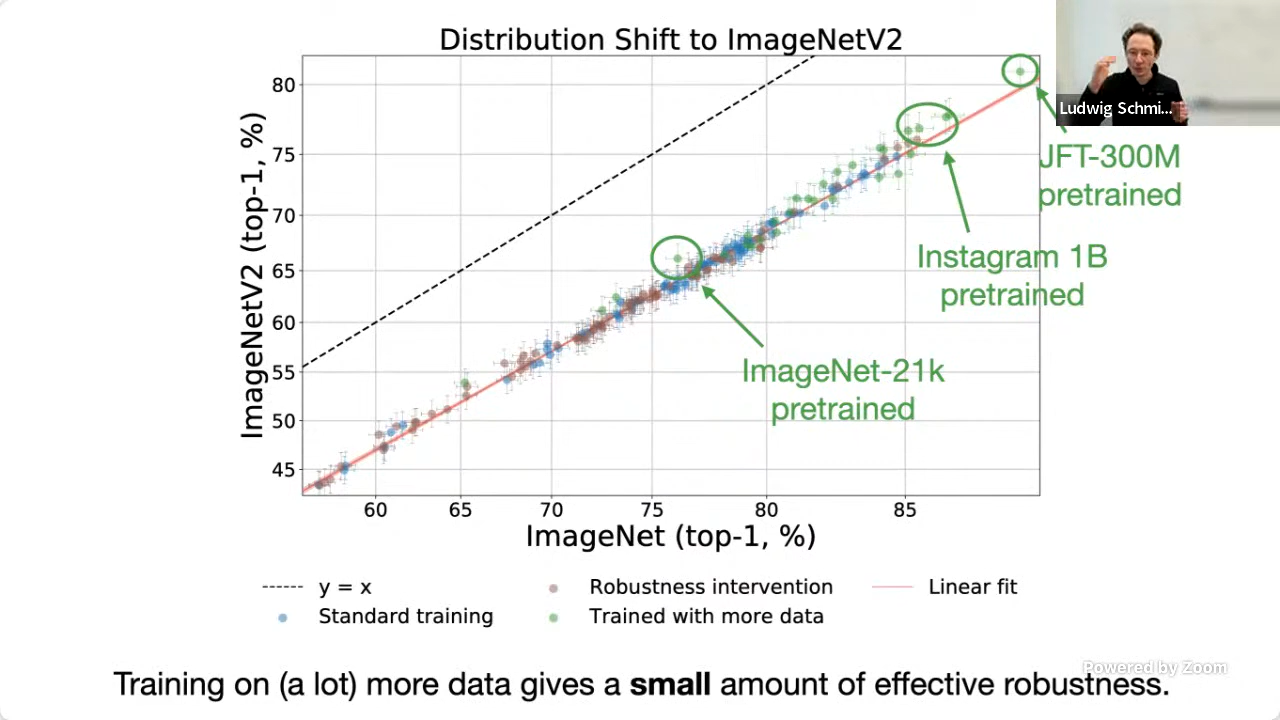 Distribution Shift to ImageNetV2
Ludwig Schmi...
ImageNetV2 (top-1, %)
80
75
70
65
60
55
50
45
JFT-300M
pretrained
Instagram 1B
pretrained
ImageNet-21k
pretrained
60 65 70 75 80 85
ImageNet (top-1, %)
y = x
Robustness intervention
Linear fit
Standard training
Trained with more data
Powered by Zoom
Training on (a lot) more data gives a small amount of effective robustness.